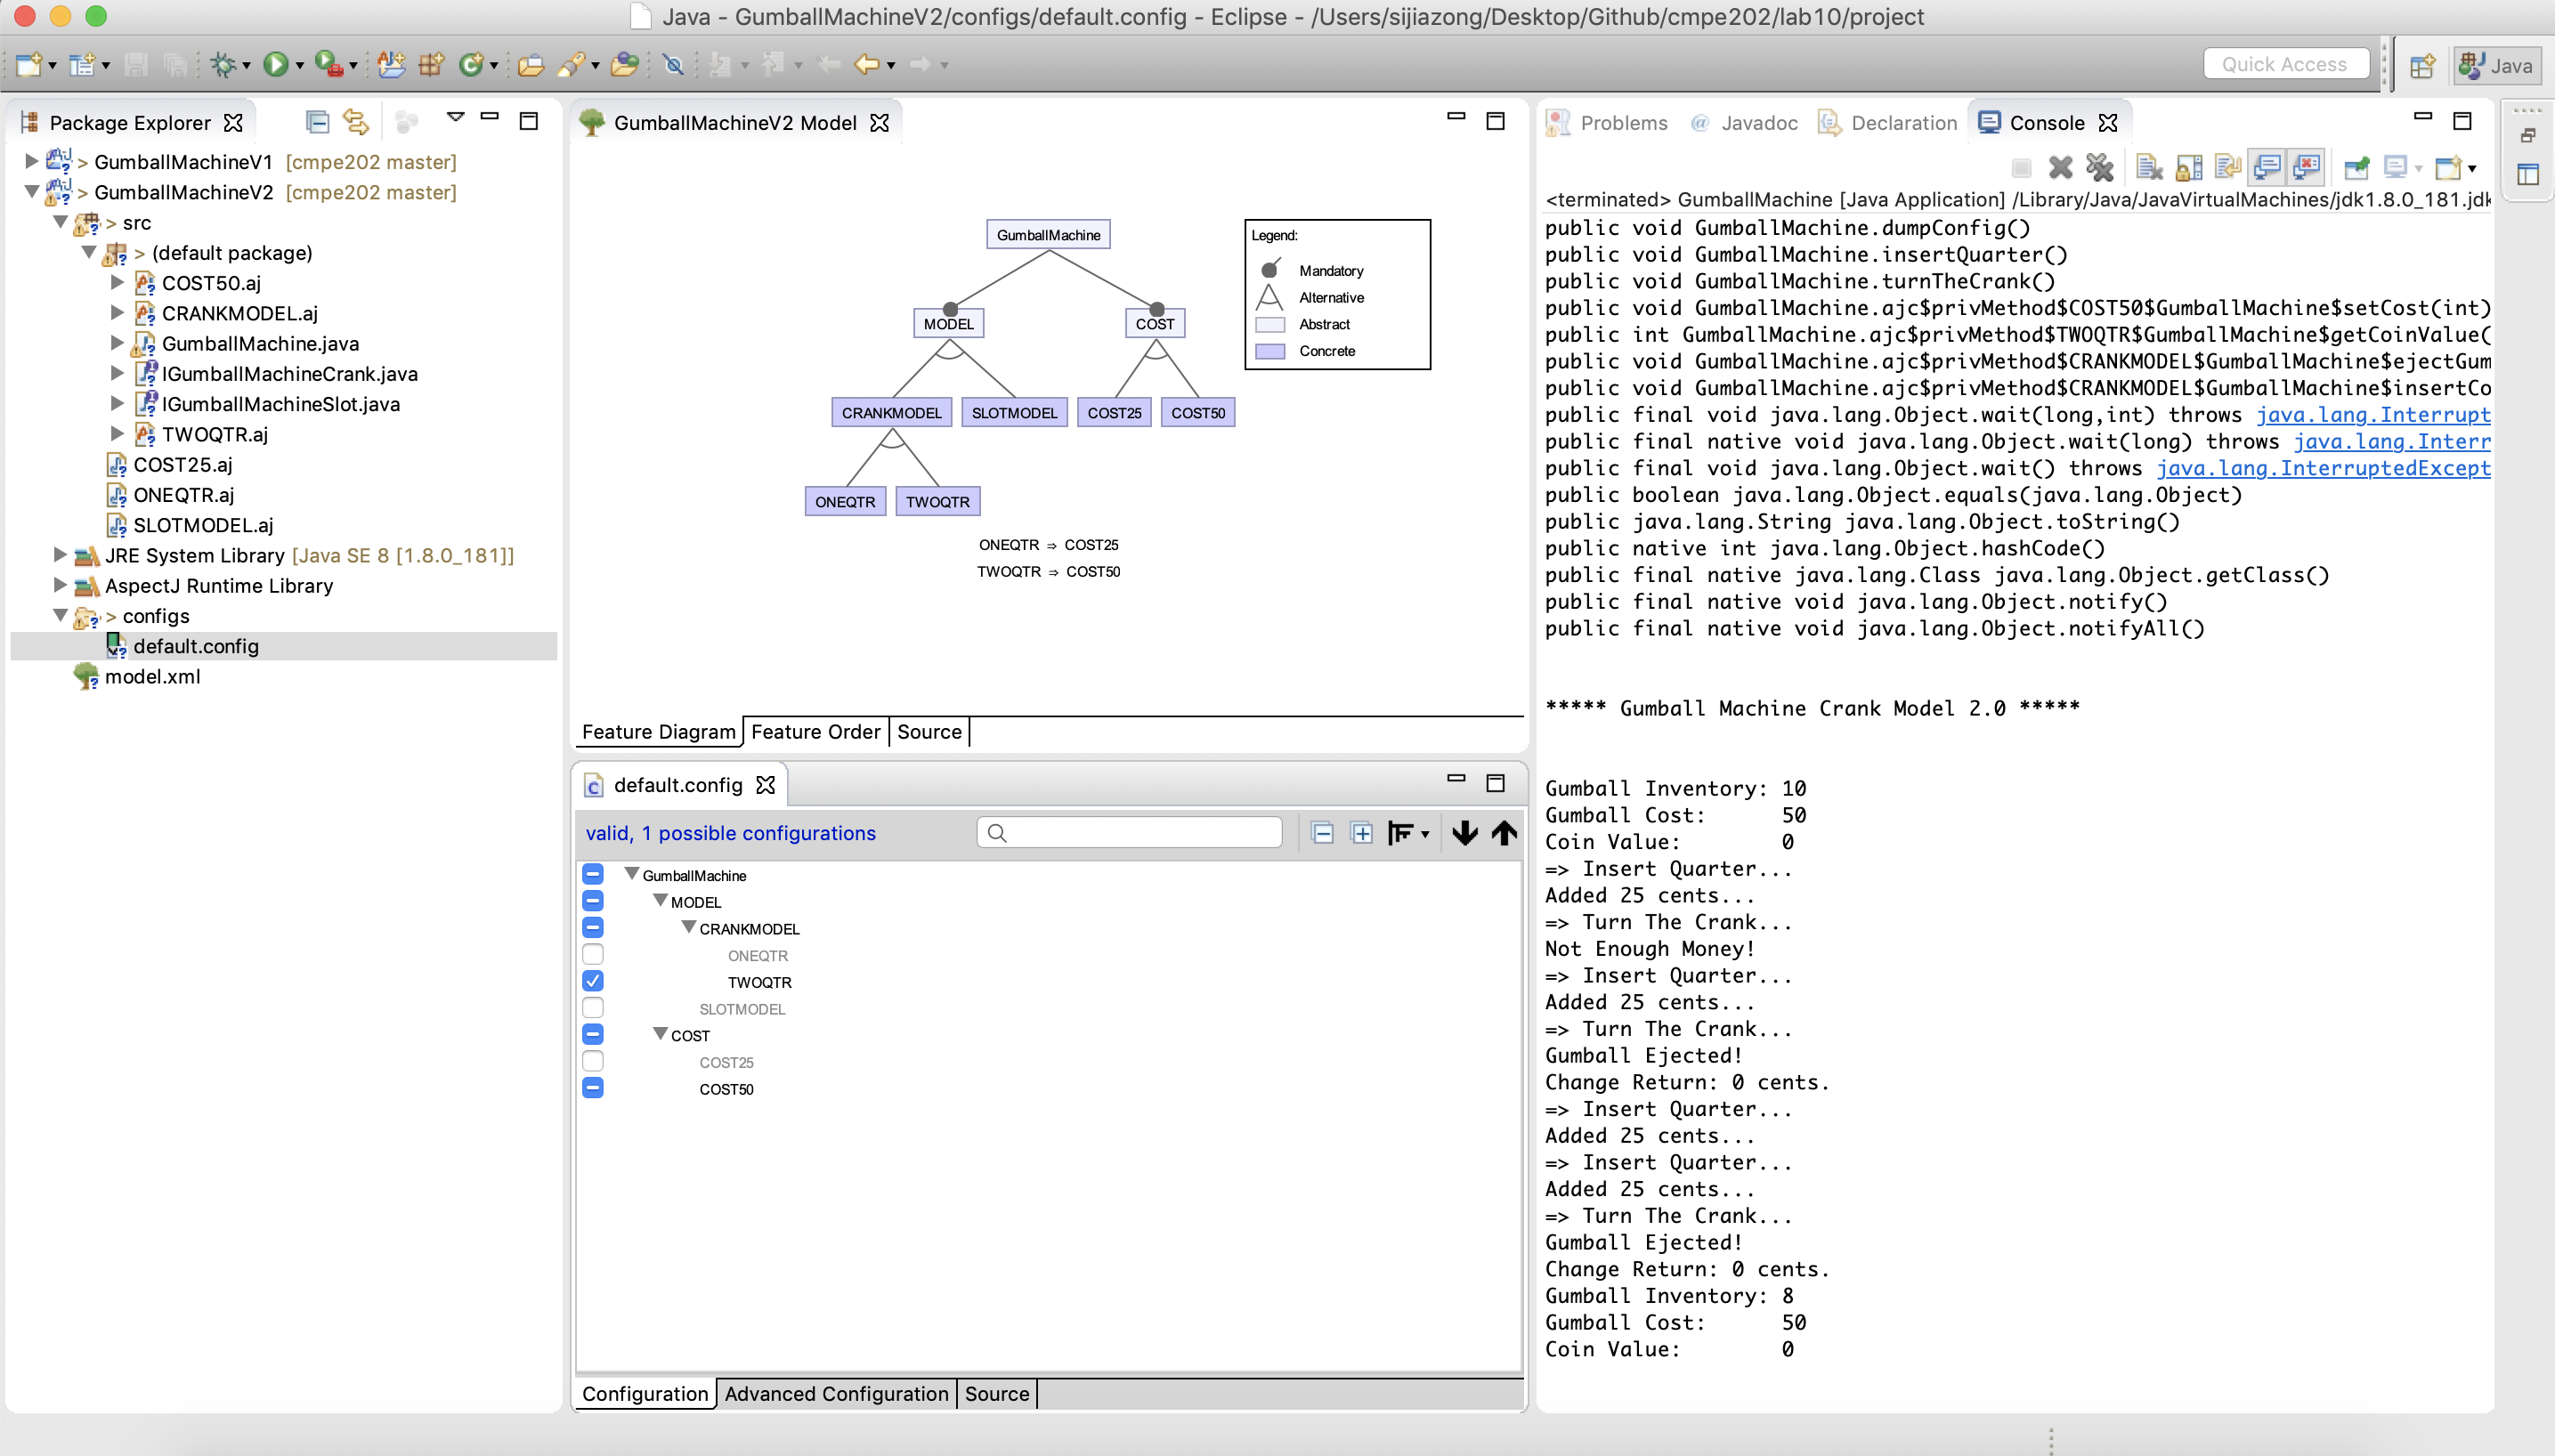 Java - GumballMachineV2/configs/default.config - Eclipse - /Users/sijiazong/Desktop/Github/cmpe202/lab10/project
Quick Access
Java
Package Explorer
> GumballMachineV1 [cmpe202 master]
> GumballMachineV2 [cmpe202 master]
> src
> (default package)
COST50.aj
CRANKMODEL.aj
GumballMachine.java
IGumballMachineCrank.java
IGumballMachineSlot.java
TWOQTR.aj
COST25.aj
ONEQTR.aj
SLOTMODEL.aj
JRE System Library [Java SE 8 [1.8.0_181]]
AspectJ Runtime Library
> configs
default.config
model.xml
GumballMachineV2 Model
GumballMachine
MODEL
COST
CRANKMODEL
SLOTMODEL
COST25
COST50
ONEQTR
TWOQTR
ONEQTR ⇒ COST25
TWOQTR ⇒ COST50
Legend:
Mandatory
Alternative
Abstract
Concrete
Feature Diagram
Feature Order
Source
default.config
valid, 1 possible configurations
GumballMachine
MODEL
CRANKMODEL
ONEQTR
TWOQTR
SLOTMODEL
COST
COST25
COST50
Configuration
Advanced Configuration
Source
Problems
@ Javadoc
Declaration
Console
<terminated> GumballMachine [Java Application] /Library/Java/JavaVirtualMachines/jdk1.8.0_181.jdk
public void GumballMachine.dumpConfig()
public void GumballMachine.insertQuarter()
public void GumballMachine.turnTheCrank()
public void GumballMachine.ajc$privMethod$COST50$GumballMachine$setCost(int)
public int GumballMachine.ajc$privMethod$TWOQTR$GumballMachine$getCoinValue(
public void GumballMachine.ajc$privMethod$CRANKMODEL$GumballMachine$ejectGum
public void GumballMachine.ajc$privMethod$CRANKMODEL$GumballMachine$insertCo
public final void java.lang.Object.wait(long,int) throws java.lang.Interrupt
public final native void java.lang.Object.wait(long) throws java.lang.Interr
public final void java.lang.Object.wait() throws java.lang.InterruptedExcept
public boolean java.lang.Object.equals(java.lang.Object)
public java.lang.String java.lang.Object.toString()
public native int java.lang.Object.hashCode()
public final native java.lang.Class java.lang.Object.getClass()
public final native void java.lang.Object.notify()
public final native void java.lang.Object.notifyAll()
***** Gumball Machine Crank Model 2.0 *****
Gumball Inventory: 10
Gumball Cost: 50
Coin Value: 0
=> Insert Quarter...
Added 25 cents...
=> Turn The Crank...
Not Enough Money!
=> Insert Quarter...
Added 25 cents...
=> Turn The Crank...
Gumball Ejected!
Change Return: 0 cents.
=> Insert Quarter...
Added 25 cents...
=> Insert Quarter...
Added 25 cents...
=> Turn The Crank...
Gumball Ejected!
Change Return: 0 cents.
Gumball Inventory: 8
Gumball Cost: 50
Coin Value: 0